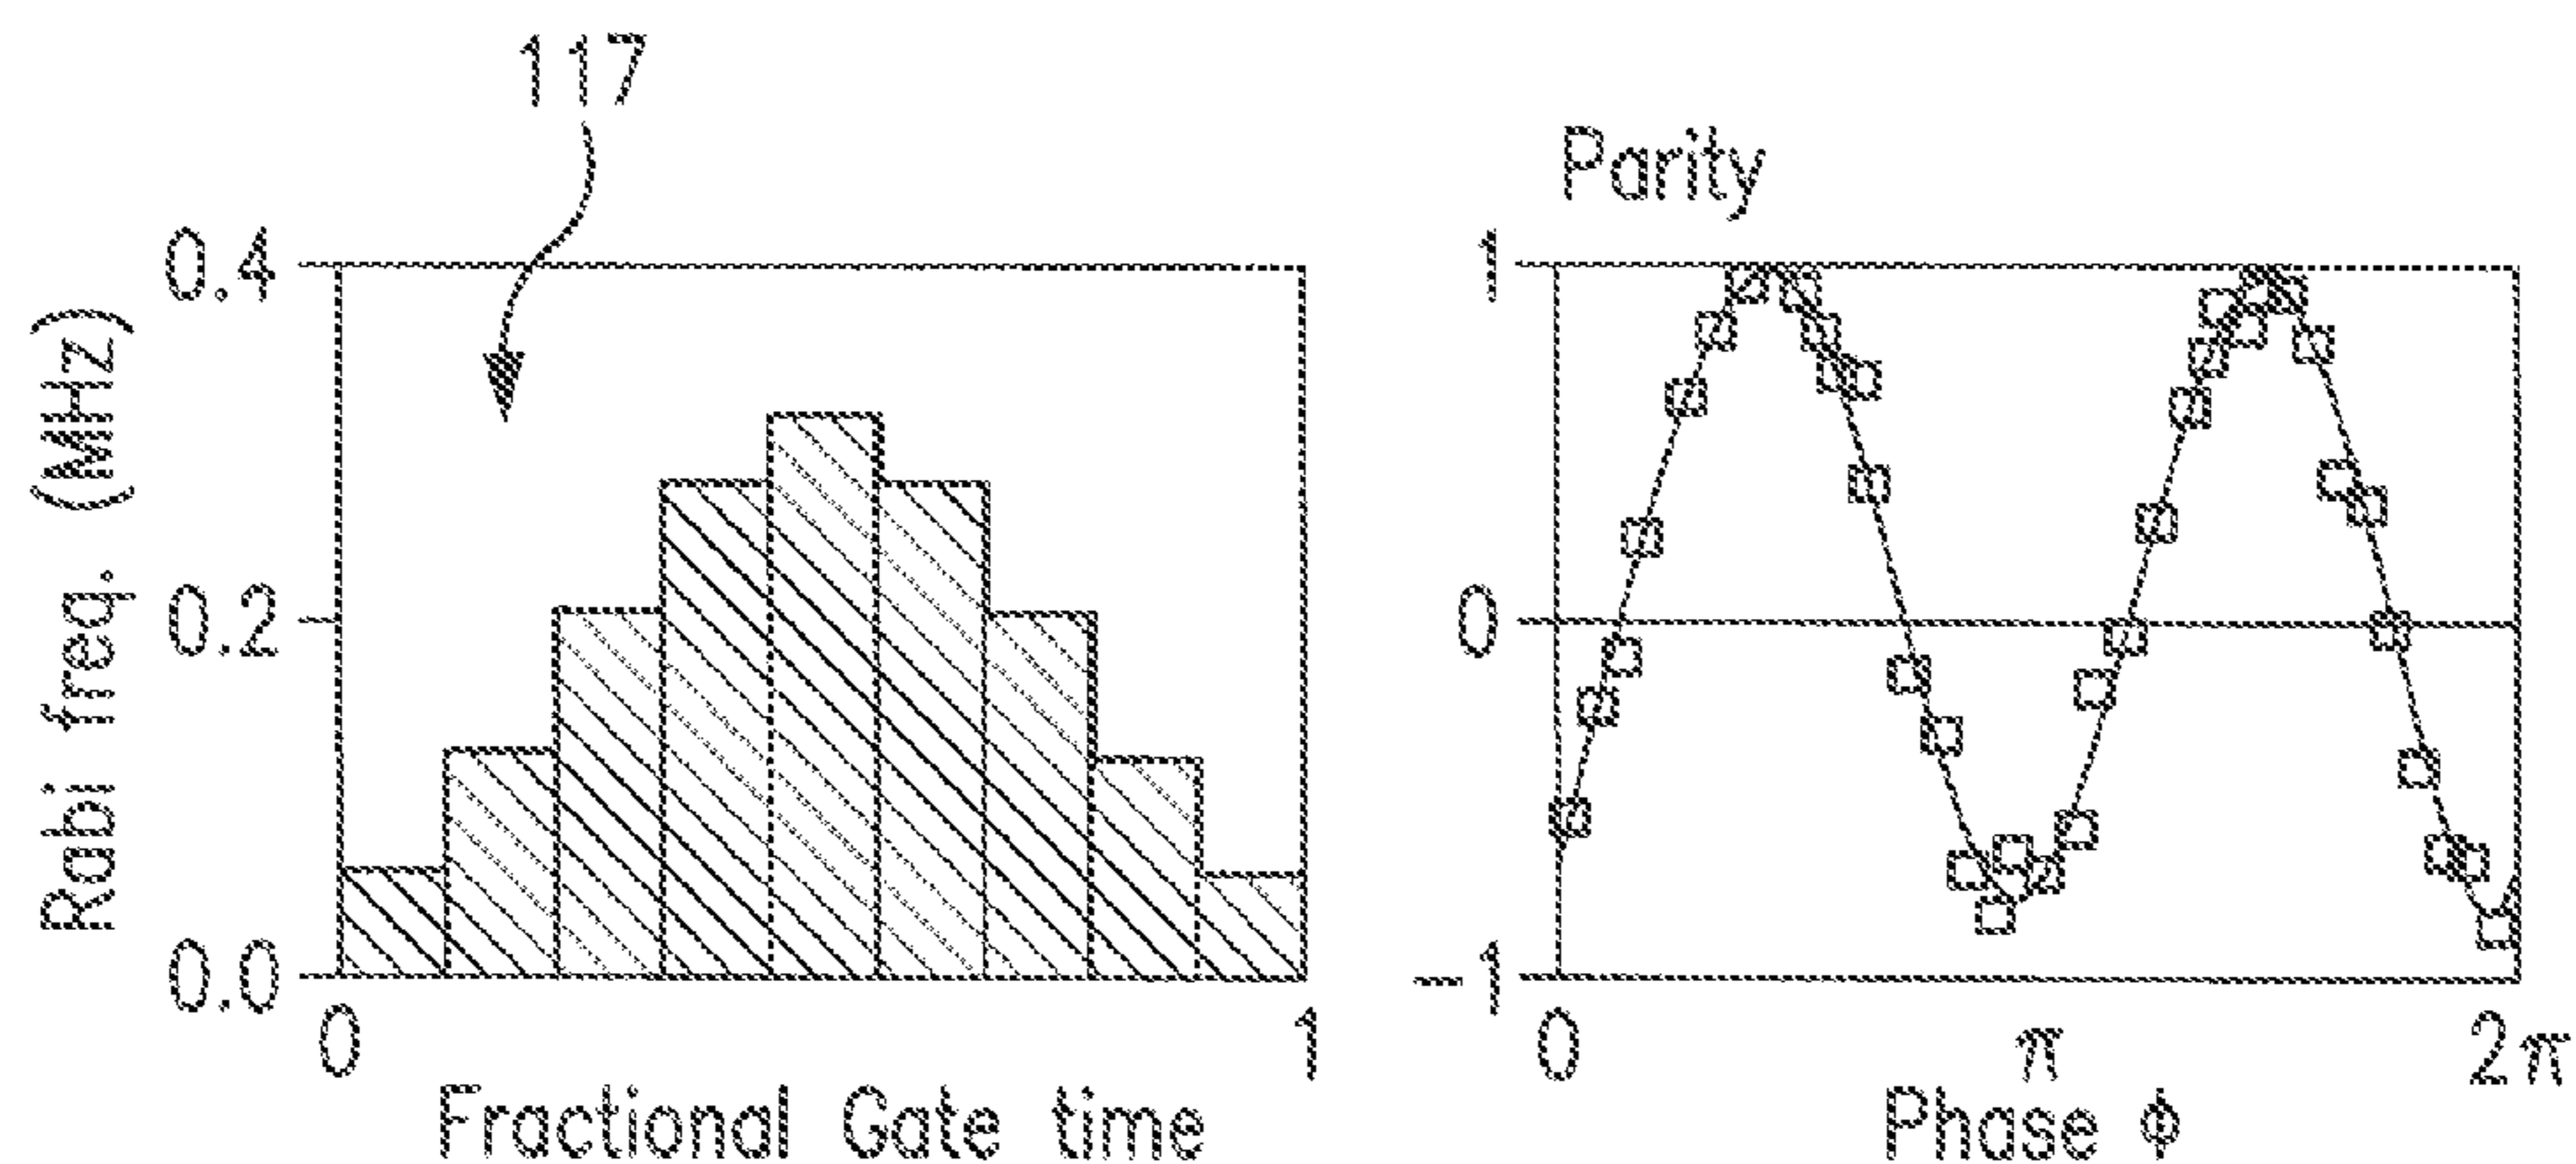 117
Rabi freq. (MHz)
0.4
0.2
0.0
0
1
Fractional Gate time
Parity
1
0
−1
0
π
2π
Phase ϕ